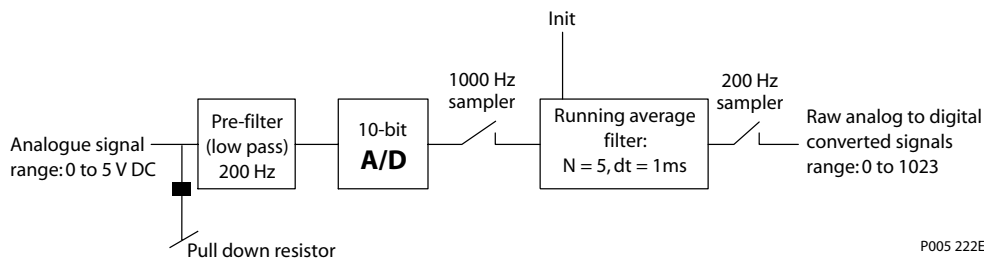 Init
1000 Hz
sampler
200 Hz
sampler
Analogue signal
range: 0 to 5 V DC
Pre-filter
(low pass)
200 Hz
10-bit
A/D
Running average
filter:
N = 5, dt = 1ms
Raw analog to digital
converted signals
range: 0 to 1023
Pull down resistor
P005 222E